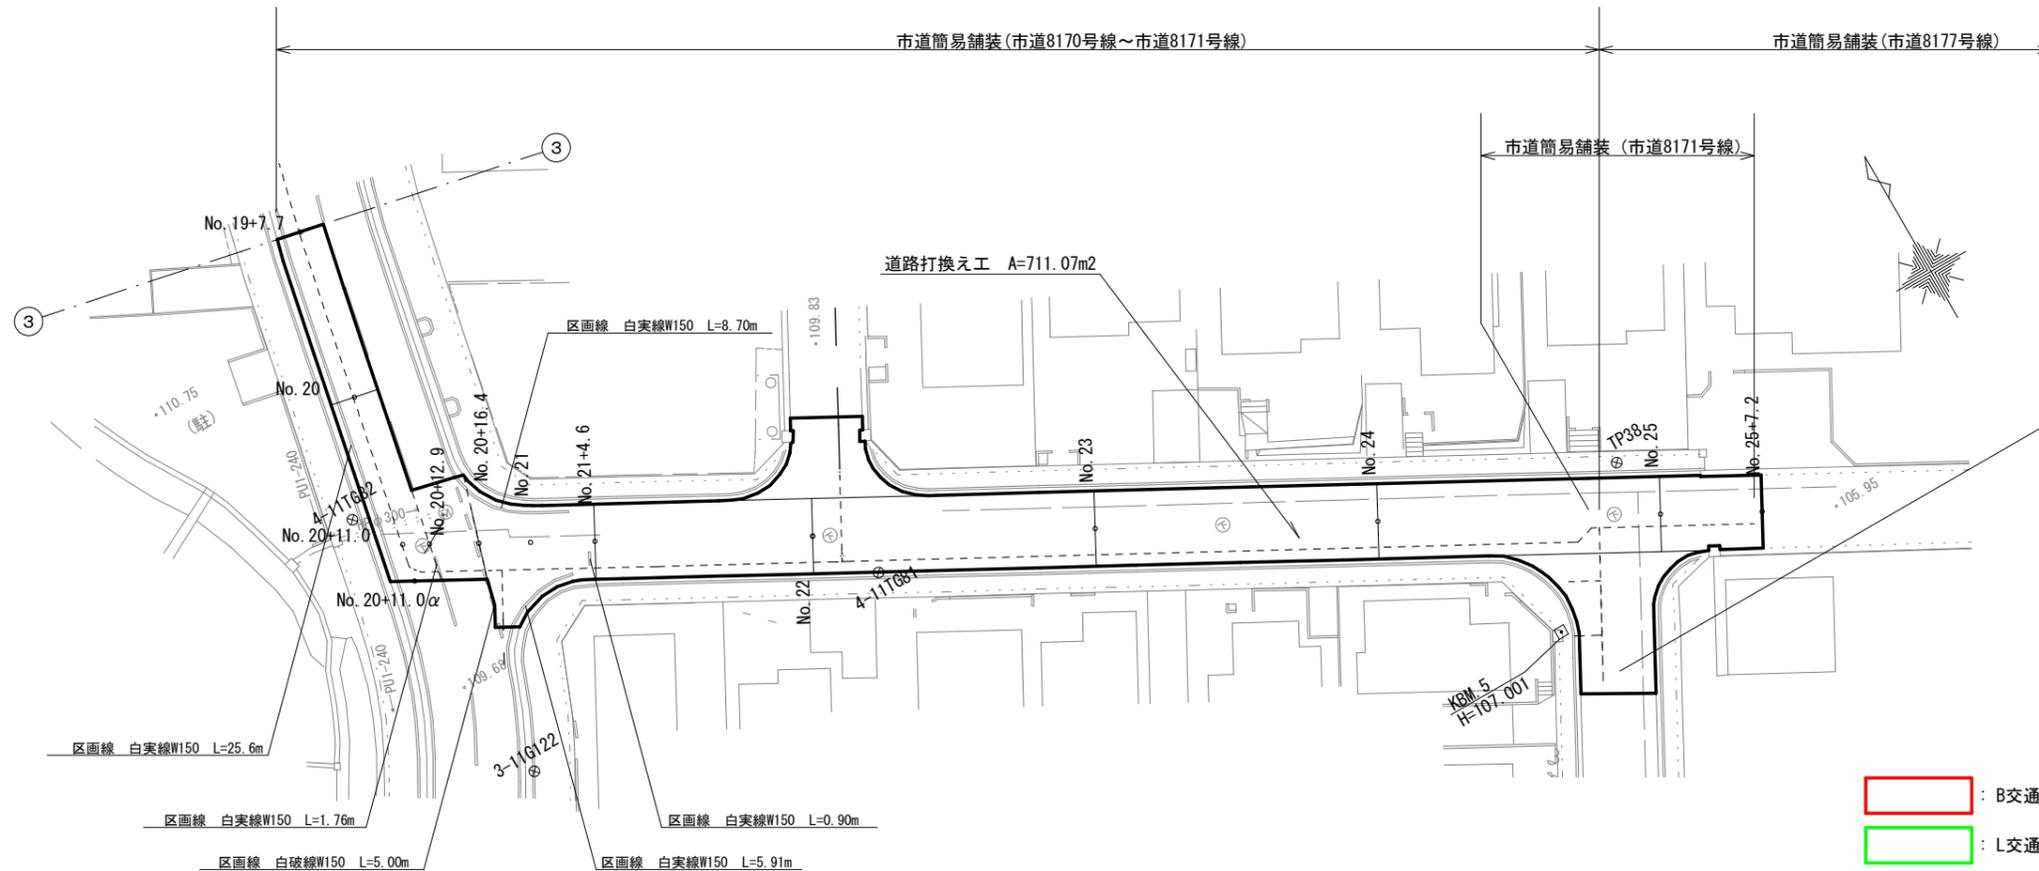 市道簡易舗装(市道8170号線～市道8171号線)
市道簡易舗装(市道8177号線)
市道簡易舗装 (市道8171号線)
3
No.19+7.7
道路打換え工 A=711.07m2
3
109.83
区画線 白実線W150 L=8.70m
No.20
110.75
(駐)
No.20+16.4
No.21
No.21+4.6
No.20+12.9
No.23
No.24
TP38
No.25
No.25+7.2
PU1-240
4-11TG82
φ300
105.95
No.20+11.0
No.20+11.0α
No.22
4-11TG81
PU1-240
109.68
KBM.5
H=107.001
3-11G122
区画線 白実線W150 L=25.6m
区画線 白実線W150 L=1.76m
区画線 白実線W150 L=0.90m
区画線 白破線W150 L=5.00m
区画線 白実線W150 L=5.91m
: B交通
: L交通